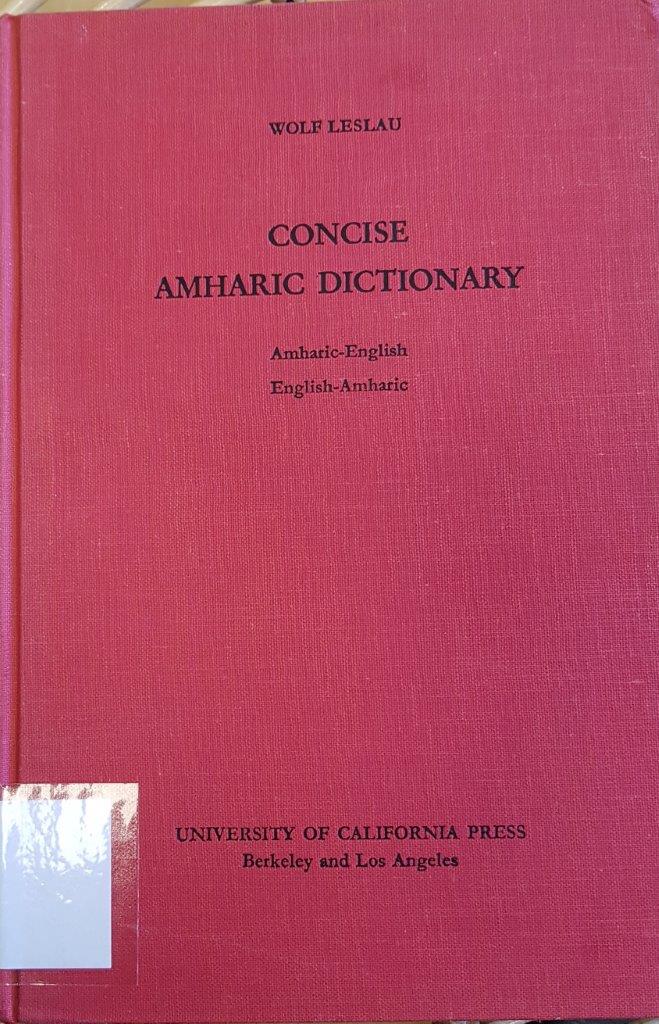 WOLF LESLAU
CONCISE
AMHARIC DICTIONARY
Amharic-English
English-Amharic
UNIVERSITY OF CALIFORNIA PRESS
Berkeley and Los Angeles